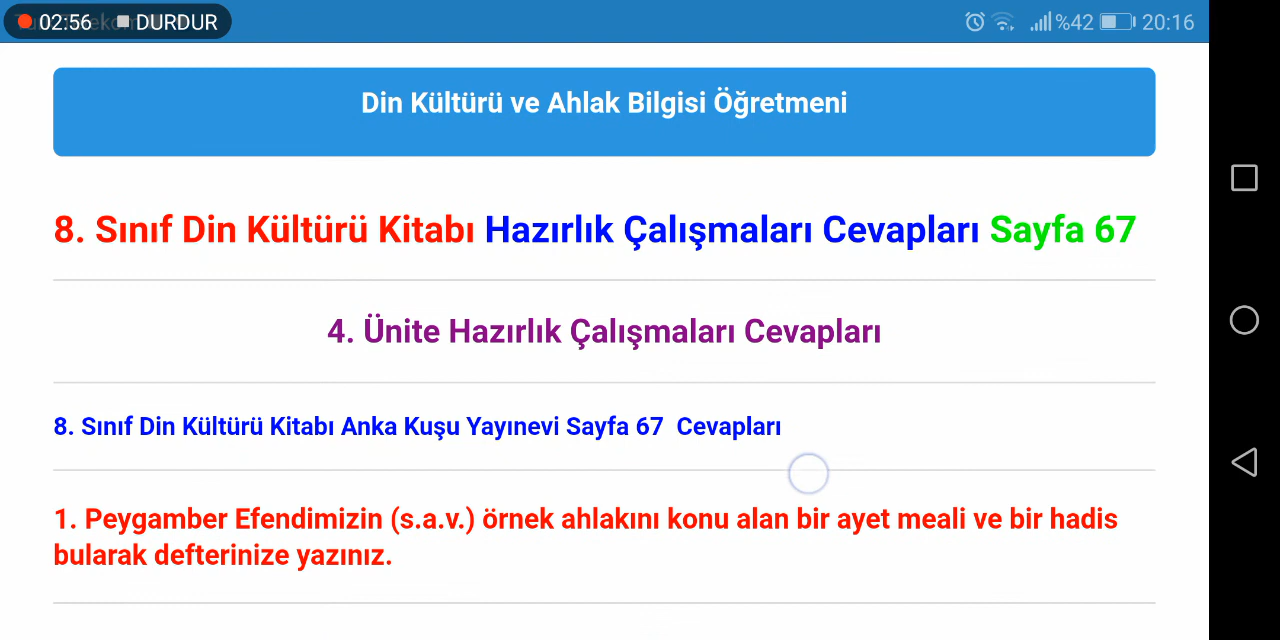 02:56 DURDUR %42 20:16
Din Kültürü ve Ahlak Bilgisi Öğretmeni
8. Sınıf Din Kültürü Kitabı Hazırlık Çalışmaları Cevapları Sayfa 67
4. Ünite Hazırlık Çalışmaları Cevapları
8. Sınıf Din Kültürü Kitabı Anka Kuşu Yayınevi Sayfa 67 Cevapları
1. Peygamber Efendimizin (s.a.v.) örnek ahlakını konu alan bir ayet meali ve bir hadis
bularak defterinize yazınız.